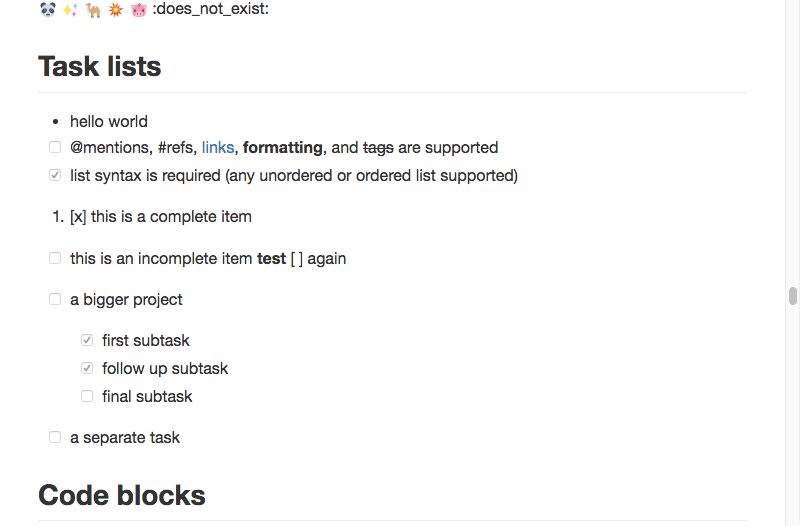 🐼 ✨ 🐫 💥 🐷 :does_not_exist:
Task lists
• hello world
☐ @mentions, #refs, links, formatting, and tags are supported
☑ list syntax is required (any unordered or ordered list supported)
1. [x] this is a complete item
☐ this is an incomplete item test [ ] again
☐ a bigger project
☑ first subtask
☑ follow up subtask
☐ final subtask
☐ a separate task
Code blocks